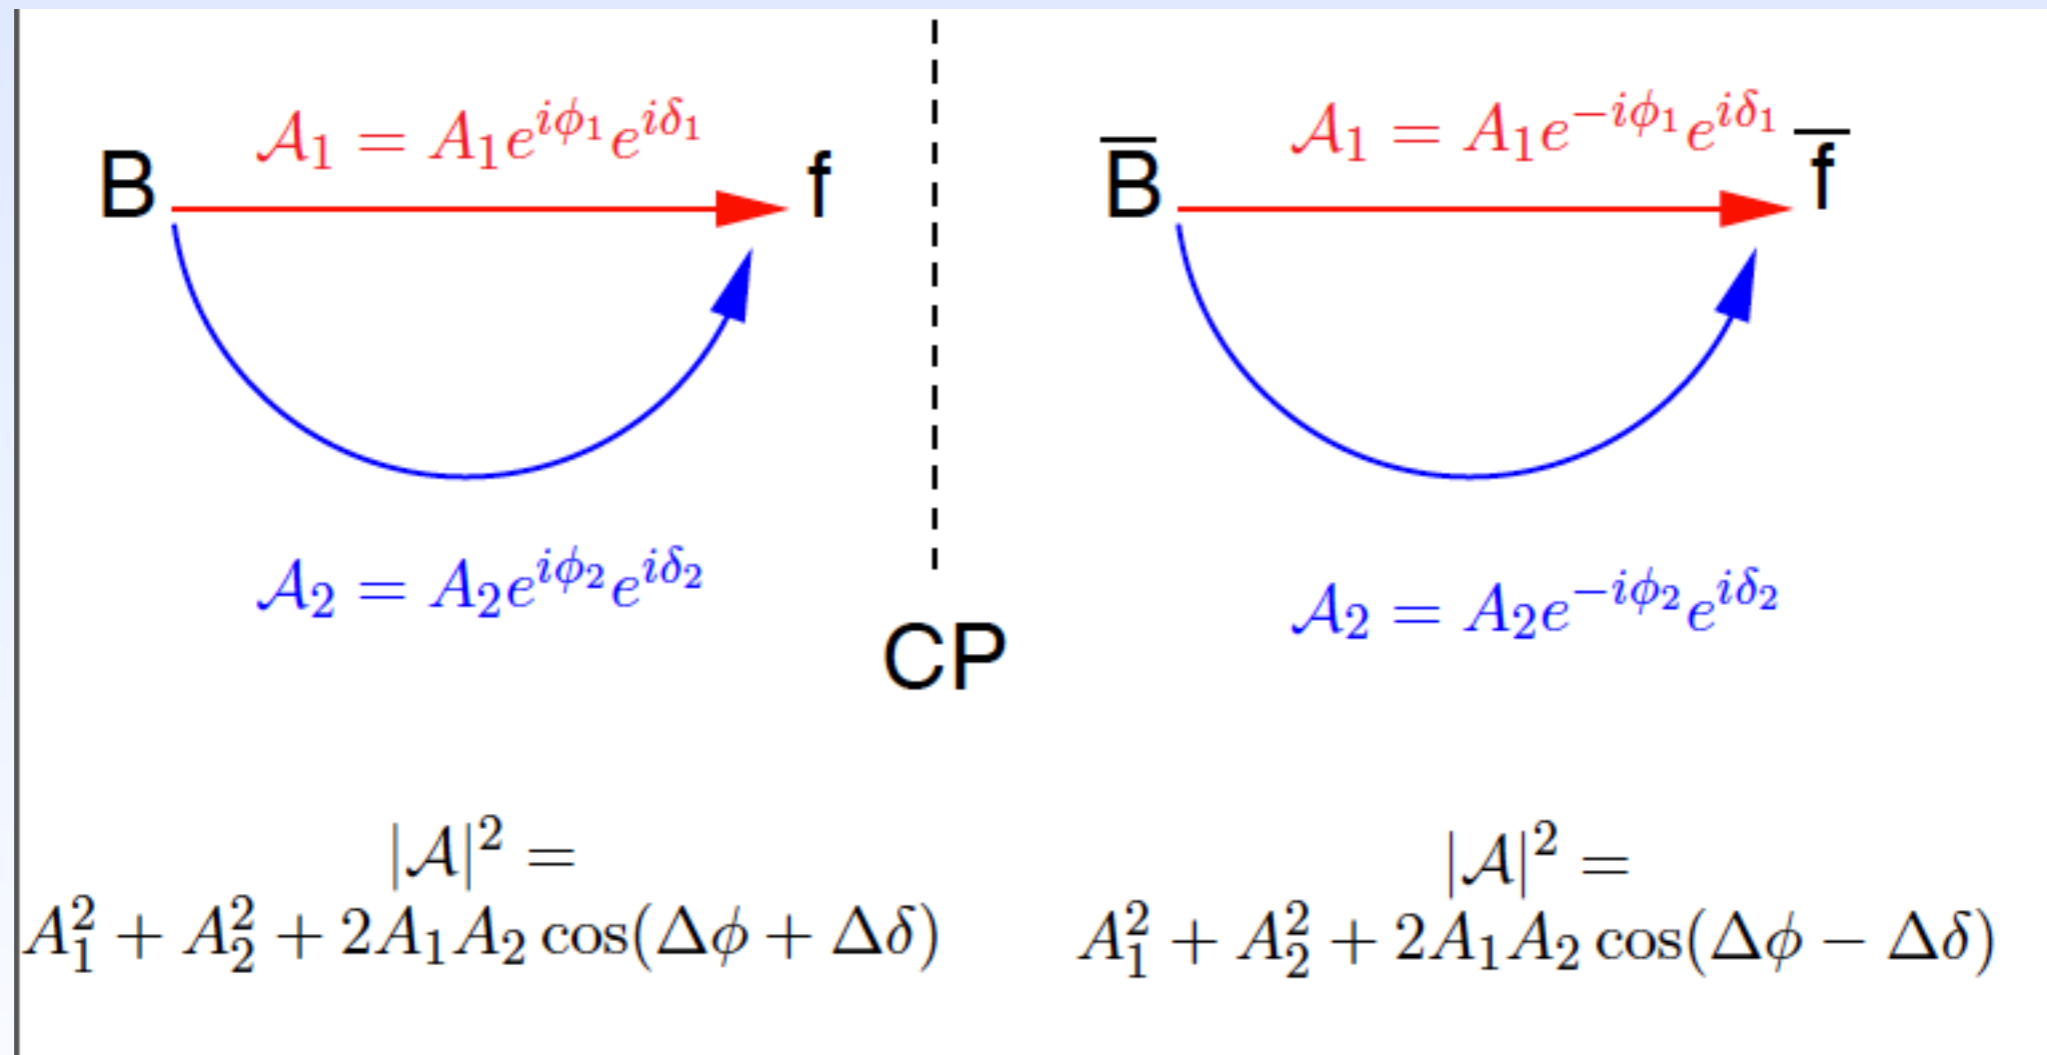 B
𝒜₁ = A₁e^{iϕ₁}e^{iδ₁}
f
𝒜₂ = A₂e^{iϕ₂}e^{iδ₂}
CP
B̅
𝒜₁ = A₁e^{−iϕ₁}e^{iδ₁}
f̅
𝒜₂ = A₂e^{−iϕ₂}e^{iδ₂}
|𝒜|² =
A₁² + A₂² + 2A₁A₂ cos(Δϕ + Δδ)
|𝒜|² =
A₁² + A₂² + 2A₁A₂ cos(Δϕ − Δδ)